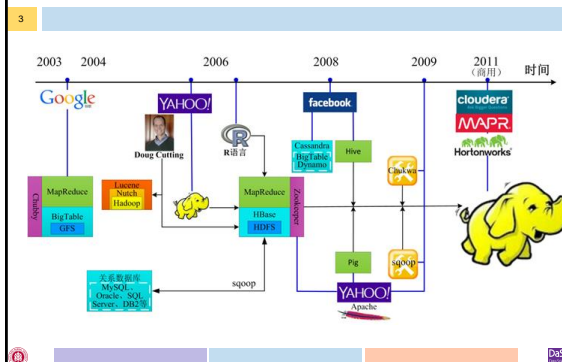 3
2003
2004
2006
2008
2009
2011
(商用)
时间
Google
YAHOO!
Doug Cutting
R
R语言
facebook
cloudera
MAPR
Hortonworks
Cassandra
BigTable
Dynamo
Hive
Chukwa
Chubby
MapReduce
BigTable
GFS
Lucene
Nutch
Hadoop
MapReduce
HBase
HDFS
Zookeeper
Pig
sqoop
关系数据库
MySQL、
Oracle、SQL
Server、DB2等
sqoop
YAHOO!
Apache